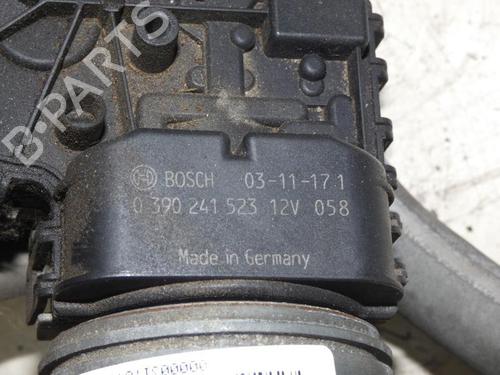 B-PARTS
BOSCH 03-11-17 1
0 390 241 523 12V 058
Made in Germany